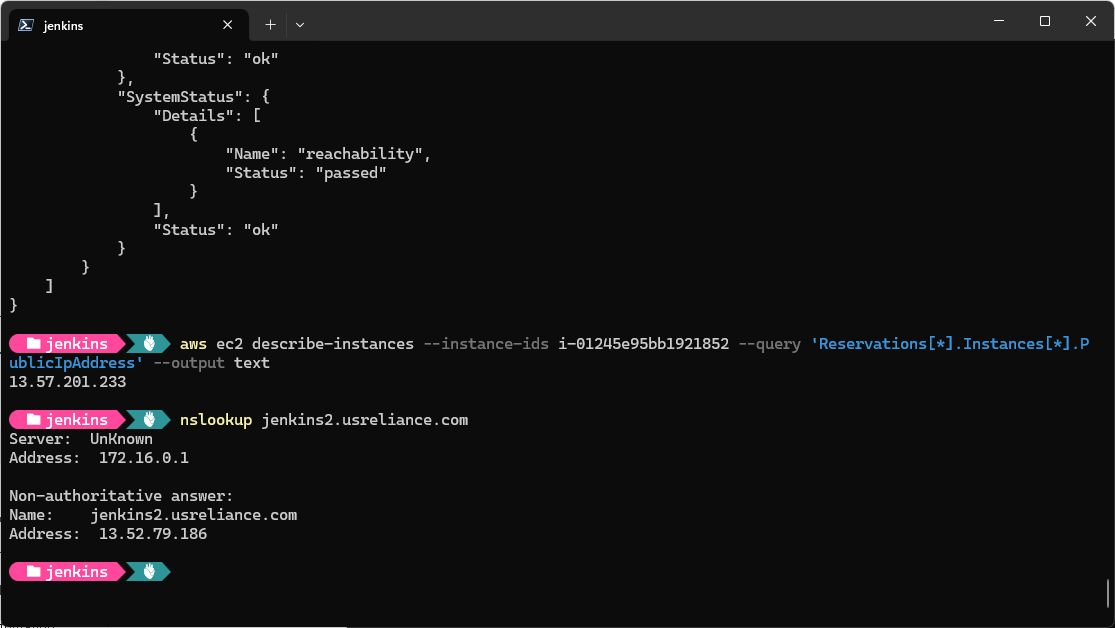 jenkins
"Status": "ok"
},
"SystemStatus": {
"Details": [
{
"Name": "reachability",
"Status": "passed"
}
],
"Status": "ok"
}
}
]
}
jenkins aws ec2 describe-instances --instance-ids i-01245e95bb1921852 --query 'Reservations[*].Instances[*].P
ublicIpAddress' --output text
13.57.201.233
jenkins nslookup jenkins2.usreliance.com
Server: UnKnown
Address: 172.16.0.1
Non-authoritative answer:
Name: jenkins2.usreliance.com
Address: 13.52.79.186
jenkins